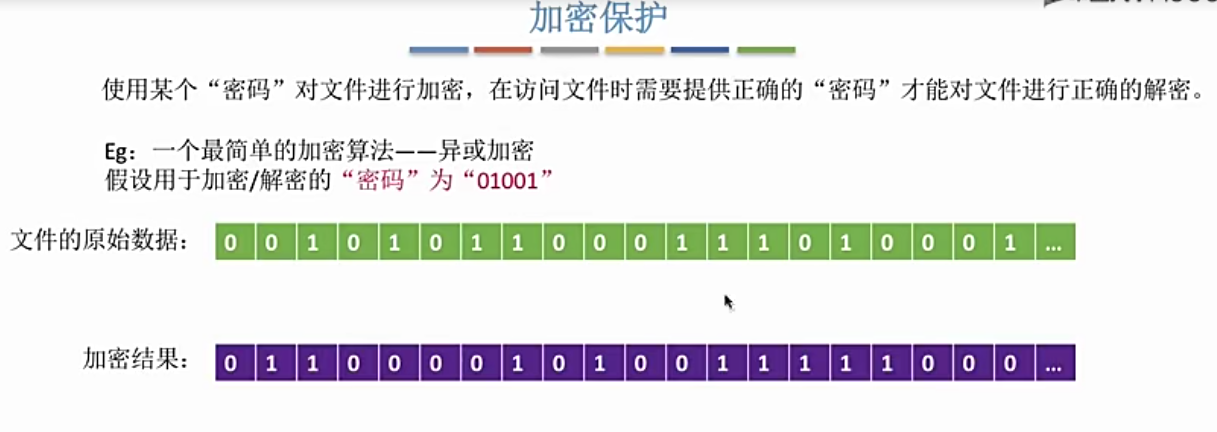 加密保护
使用某个“密码”对文件进行加密，在访问文件时需要提供正确的“密码”才能对文件进行正确的解密。
Eg：一个最简单的加密算法——异或加密
假设用于加密/解密的“密码”为“01001”
文件的原始数据： 0 0 1 0 1 0 1 1 0 0 0 1 1 1 0 1 0 0 0 1 ...
加密结果： 0 1 1 0 0 0 0 1 0 1 0 0 1 1 1 1 1 0 0 0 ...